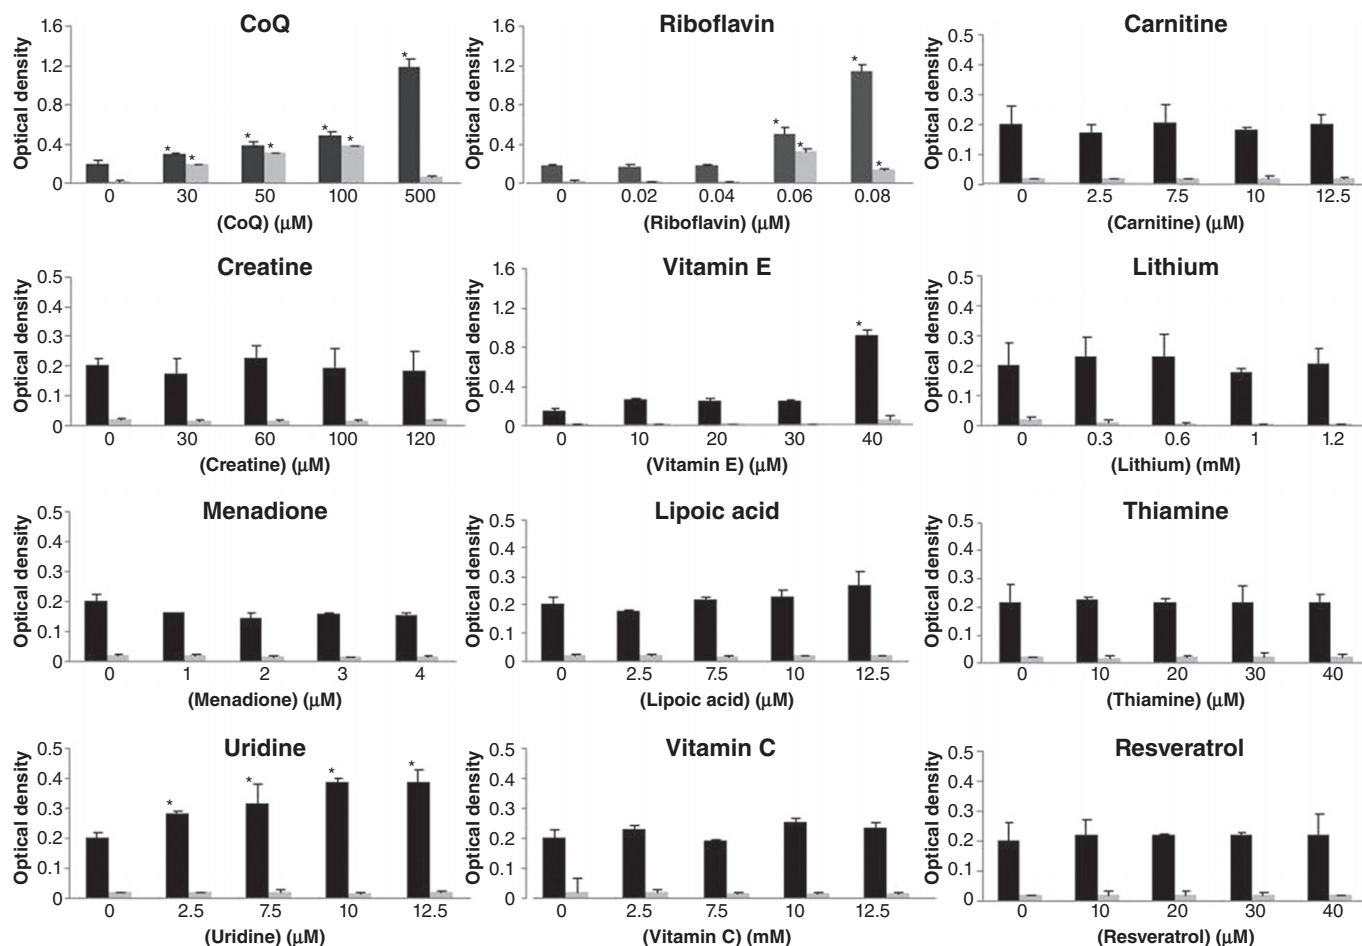 CoQ
Optical density
1.6
1.2
0.8
0.4
0
* * * * * * *
0 30 50 100 500
(CoQ) (μM)
Riboflavin
Optical density
1.6
1.2
0.8
0.4
0
* * * *
0 0.02 0.04 0.06 0.08
(Riboflavin) (μM)
Carnitine
Optical density
0.5
0.4
0.3
0.2
0.1
0
0 2.5 7.5 10 12.5
(Carnitine) (μM)
Creatine
Optical density
0.5
0.4
0.3
0.2
0.1
0
0 30 60 100 120
(Creatine) (μM)
Vitamin E
Optical density
1.6
1.2
0.8
0.4
0
*
0 10 20 30 40
(Vitamin E) (μM)
Lithium
Optical density
0.5
0.4
0.3
0.2
0.1
0
0 0.3 0.6 1 1.2
(Lithium) (mM)
Menadione
Optical density
0.5
0.4
0.3
0.2
0.1
0
0 1 2 3 4
(Menadione) (μM)
Lipoic acid
Optical density
0.5
0.4
0.3
0.2
0.1
0
0 2.5 7.5 10 12.5
(Lipoic acid) (μM)
Thiamine
Optical density
0.5
0.4
0.3
0.2
0.1
0
0 10 20 30 40
(Thiamine) (μM)
Uridine
Optical density
0.5
0.4
0.3
0.2
0.1
0
* * * *
0 2.5 7.5 10 12.5
(Uridine) (μM)
Vitamin C
Optical density
0.5
0.4
0.3
0.2
0.1
0
0 2.5 7.5 10 12.5
(Vitamin C) (mM)
Resveratrol
Optical density
0.5
0.4
0.3
0.2
0.1
0
0 10 20 30 40
(Resveratrol) (μM)